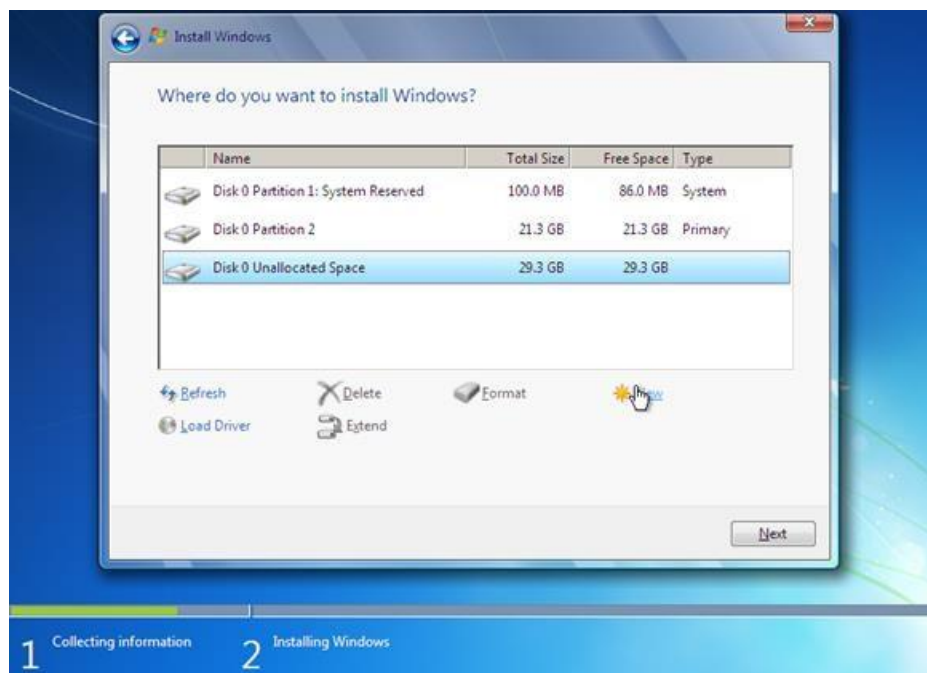 Install Windows
Where do you want to install Windows?
Name Total Size Free Space Type
Disk 0 Partition 1: System Reserved 100.0 MB 86.0 MB System
Disk 0 Partition 2 21.3 GB 21.3 GB Primary
Disk 0 Unallocated Space 29.3 GB 29.3 GB
Refresh Delete Format
Load Driver Extend
Next
1 Collecting information 2 Installing Windows